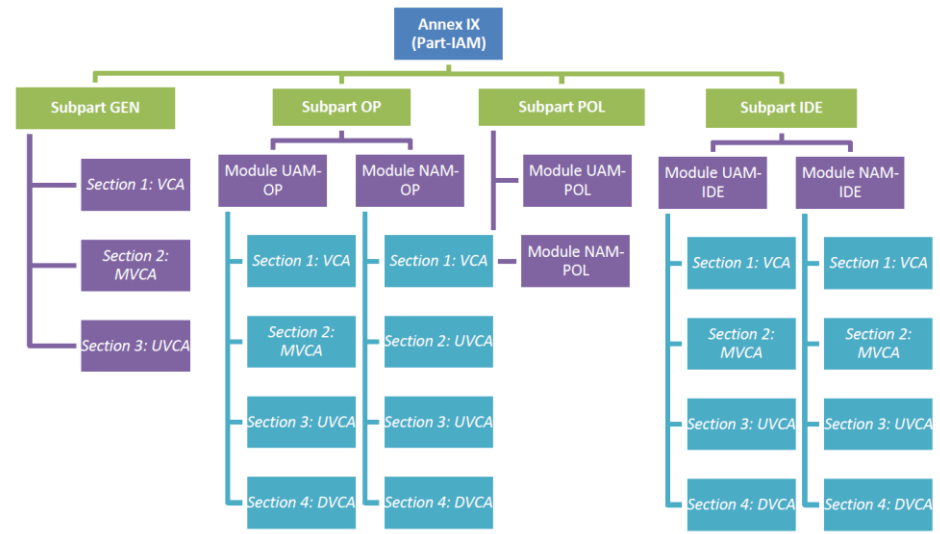 Annex IX
(Part-IAM)
Subpart GEN
Section 1: VCA
Section 2:
MVCA
Section 3: UVCA
Subpart OP
Module UAM-
OP
Section 1: VCA
Section 2:
MVCA
Section 3: UVCA
Section 4: DVCA
Module NAM-
OP
Section 1: VCA
Section 2: UVCA
Section 3: UVCA
Section 4: DVCA
Subpart POL
Module UAM-
POL
Module NAM-
POL
Subpart IDE
Module UAM-
IDE
Section 1: VCA
Section 2:
MVCA
Section 3: UVCA
Section 4: DVCA
Module NAM-
IDE
Section 1: VCA
Section 2:
MVCA
Section 3: UVCA
Section 4: DVCA